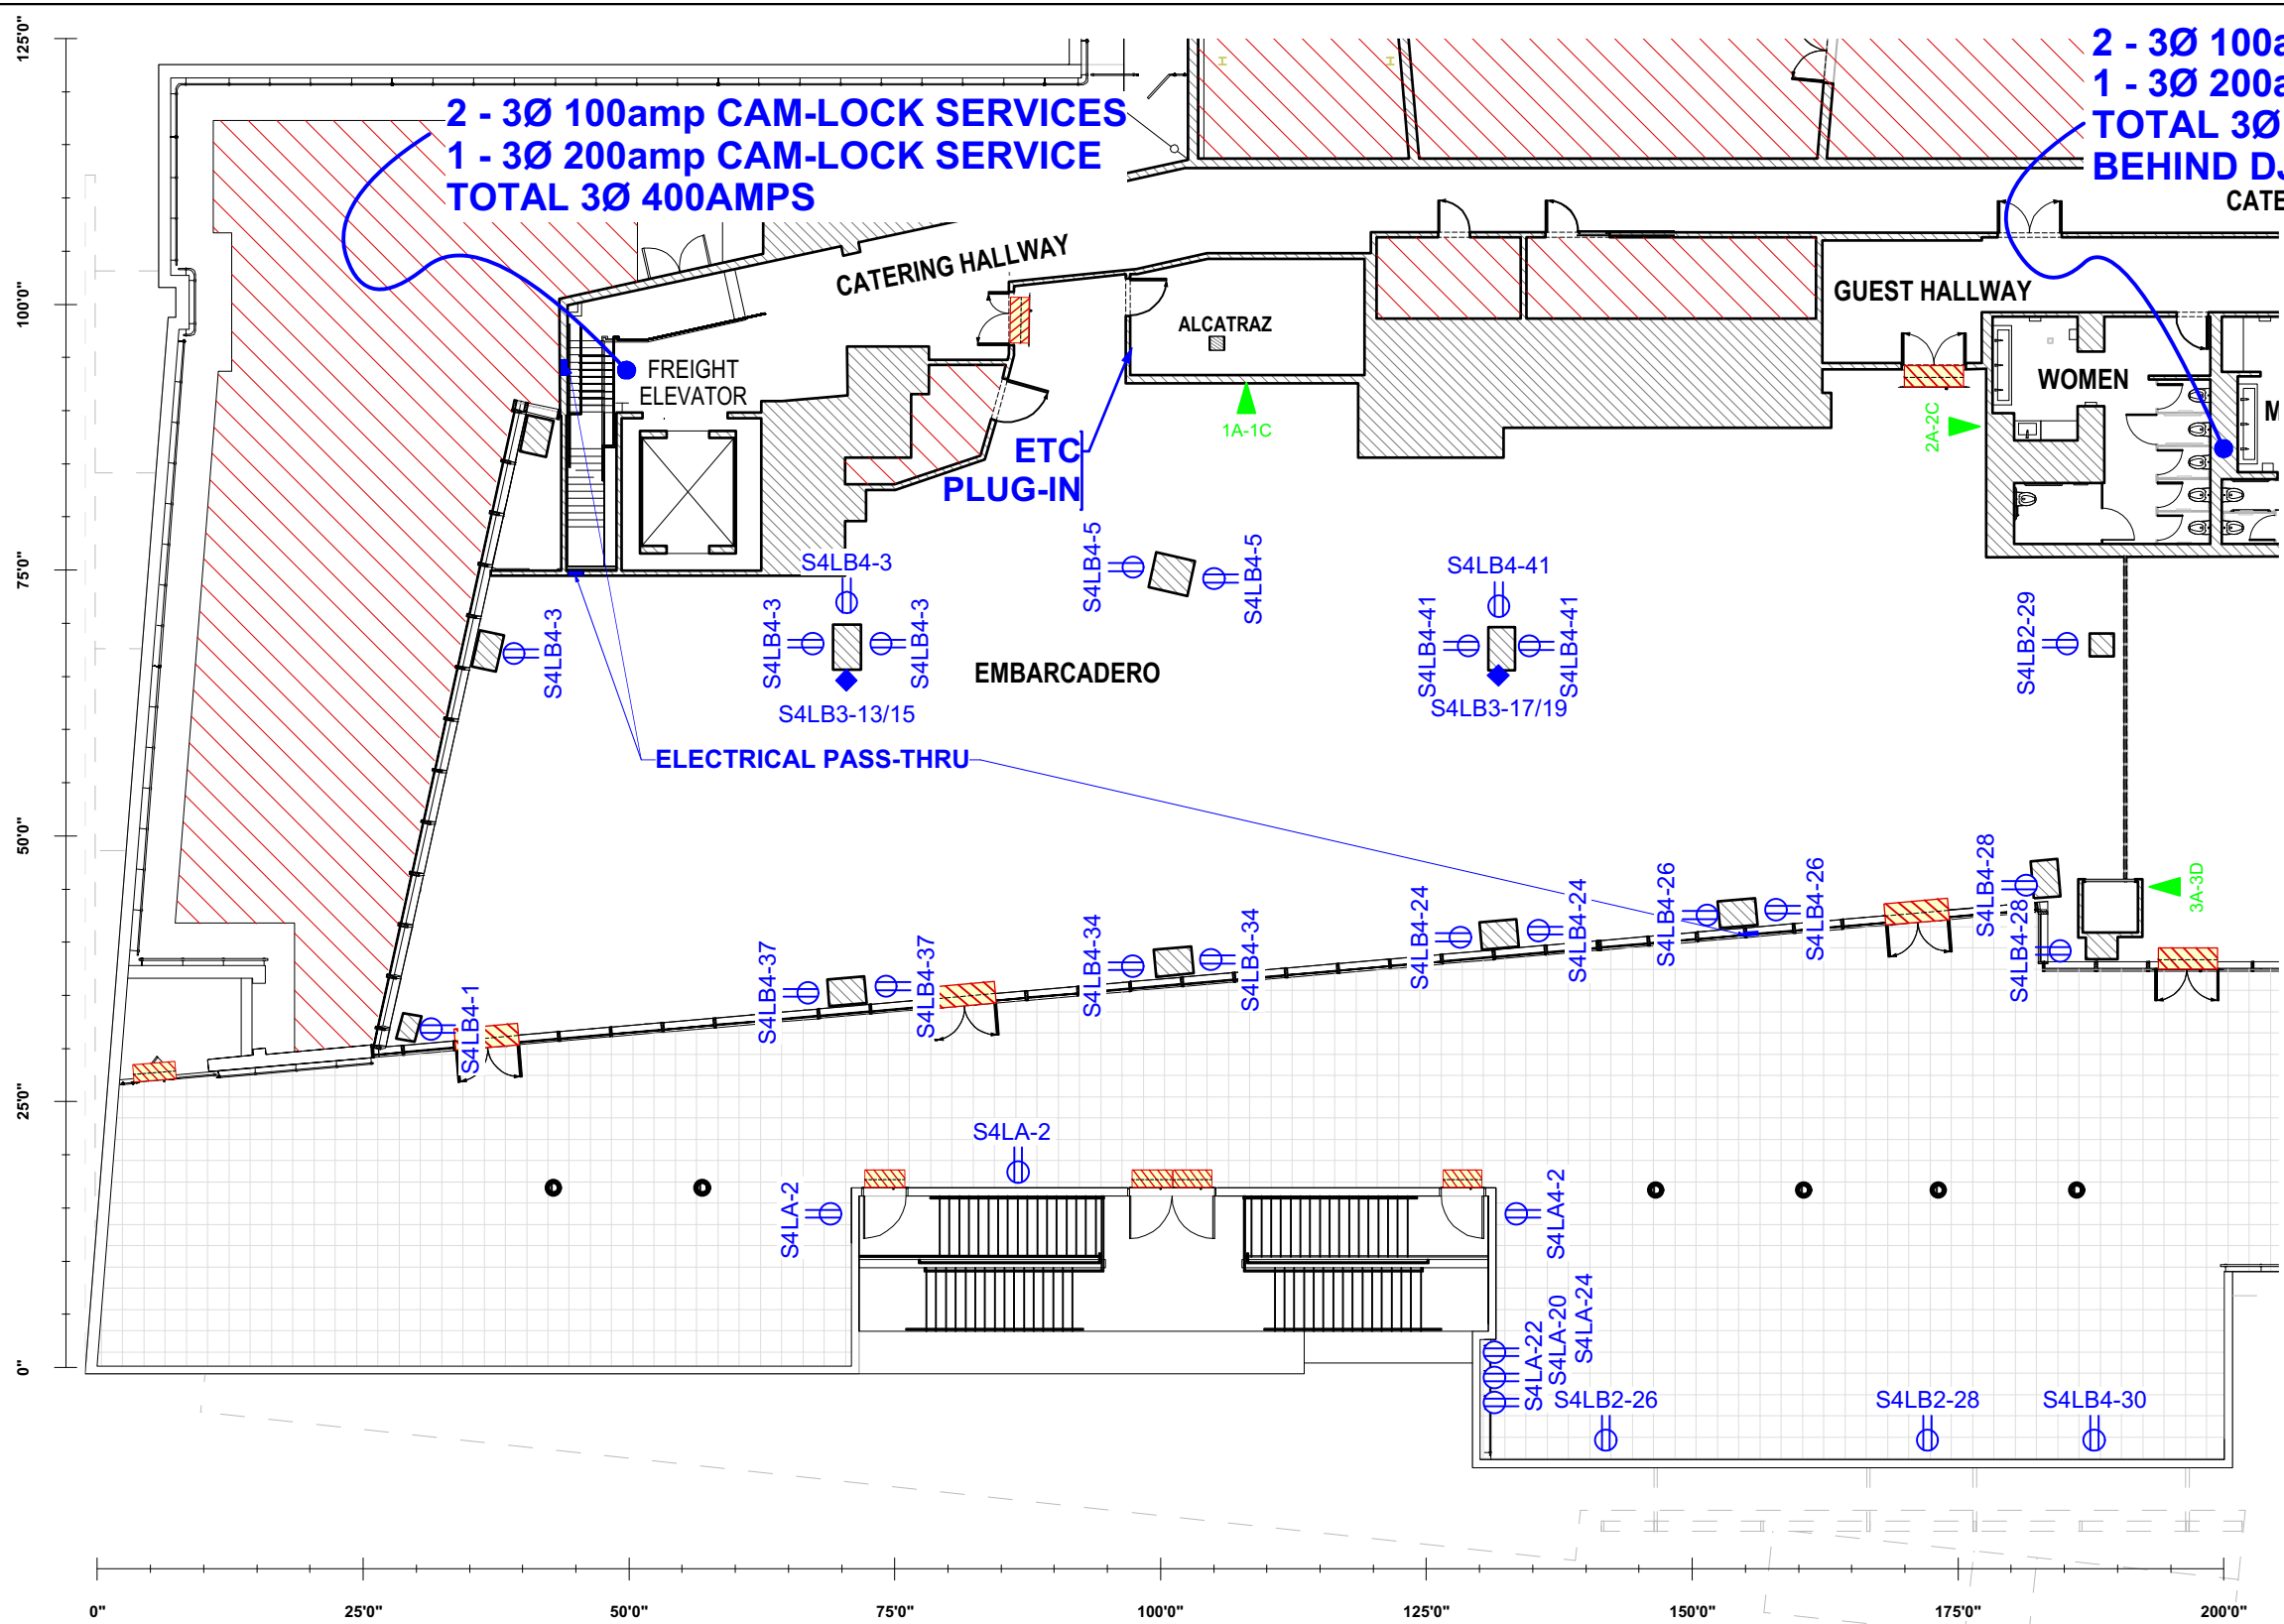 125'0"
100'0"
75'0"
50'0"
25'0"
0"
2 - 3Ø 100amp CAM-LOCK SERVICES
1 - 3Ø 200amp CAM-LOCK SERVICE
TOTAL 3Ø 400AMPS
2 - 3Ø 100a
1 - 3Ø 200a
TOTAL 3Ø
BEHIND DJ
CATE
H
H
CATERING HALLWAY
GUEST HALLWAY
ALCATRAZ
FREIGHT
ELEVATOR
WOMEN
M
1A-1C
2A-2C
ETC
PLUG-IN
S4LB4-3
S4LB4-3
S4LB4-3
S4LB4-3
S4LB3-13/15
S4LB4-5
S4LB4-5
S4LB4-41
S4LB4-41
S4LB4-41
S4LB3-17/19
S4LB2-29
EMBARCADERO
ELECTRICAL PASS-THRU
S4LB4-1
S4LB4-37
S4LB4-37
S4LB4-34
S4LB4-34
S4LB4-24
S4LB4-24
S4LB4-26
S4LB4-26
S4LB4-28
S4LB4-28
3A-3D
S4LA-2
S4LA-2
S4LA4-2
S4LA-22
S4LA-20
S4LA-24
S4LB2-26
S4LB2-28
S4LB4-30
0"
25'0"
50'0"
75'0"
100'0"
125'0"
150'0"
175'0"
200'0"